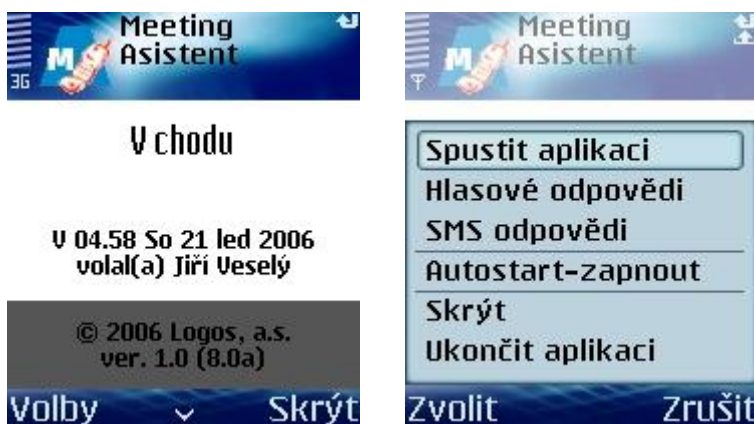 3G
M
Meeting
Asistent
V chodu
V 04.58 So 21 led 2006
volal(a) Jiří Veselý
© 2006 Logos, a.s.
ver. 1.0 (8.0a)
Volby
Skrýt
M
Meeting
Asistent
Spustit aplikaci
Hlasové odpovědi
SMS odpovědi
Autostart-zapnout
Skrýt
Ukončit aplikaci
Zvolit
Zrušit